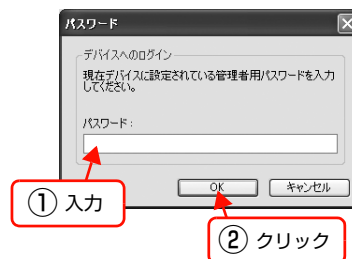 パスワード
デバイスへのログイン
現在デバイスに設定されている管理者用パスワードを入力
してください。
パスワード:
① 入力
OK
キャンセル
② クリック